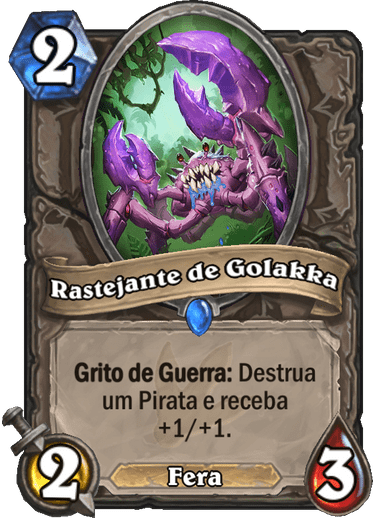 2
Rastejante de Golakka
Grito de Guerra: Destrua
um Pirata e receba
+1/+1.
2
Fera
3